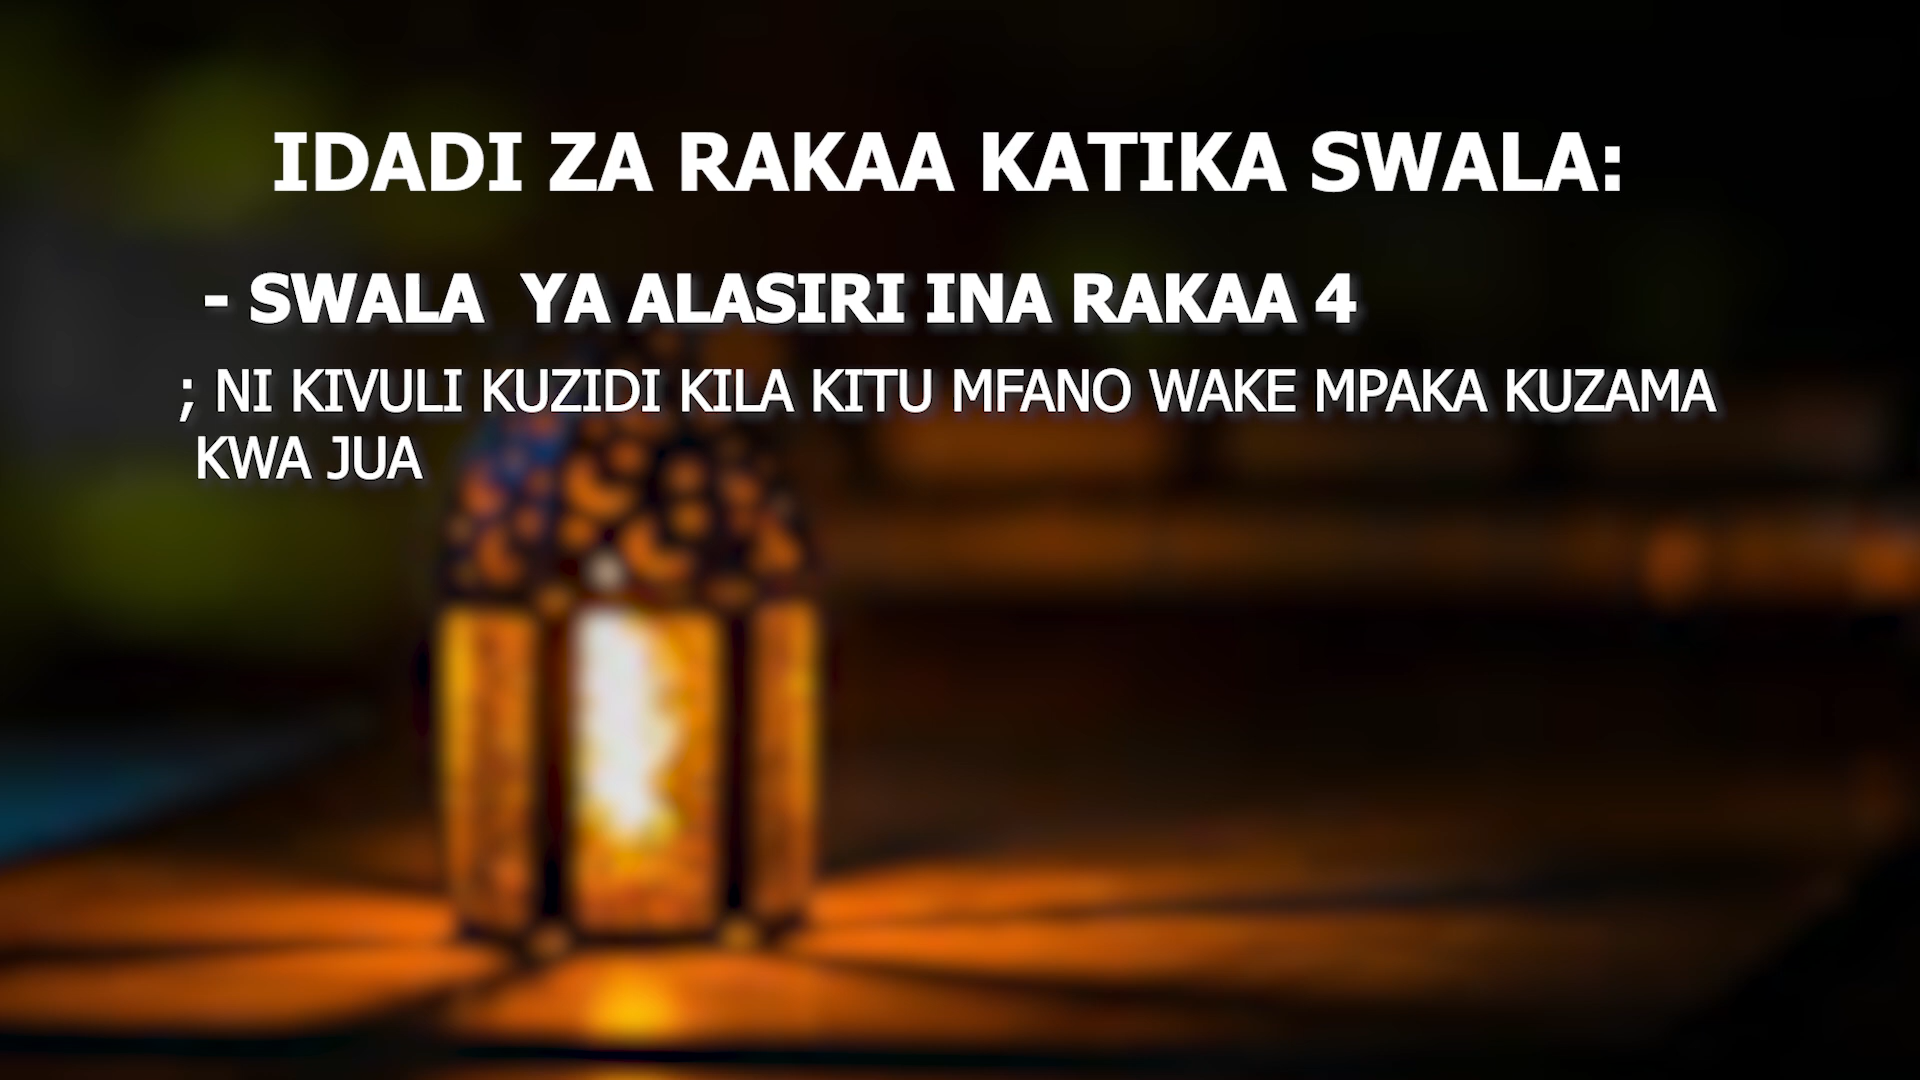 IDADI ZA RAKAA KATIKA SWALA:
- SWALA  YA ALASIRI INA RAKAA 4
; NI KIVULI KUZIDI KILA KITU MFANO WAKE MPAKA KUZAMA
KWA JUA